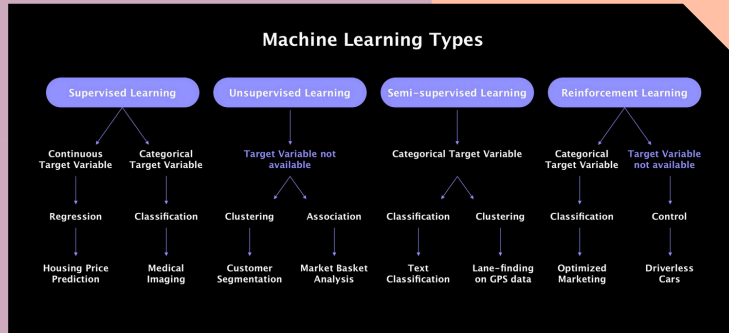 Machine Learning Types
Supervised Learning
Unsupervised Learning
Semi-supervised Learning
Reinforcement Learning
Continuous
Target Variable
Categorical
Target Variable
Target Variable not
available
Categorical Target Variable
Categorical
Target Variable
Target Variable
not available
Regression
Classification
Clustering
Association
Classification
Clustering
Classification
Control
Housing Price
Prediction
Medical
Imaging
Customer
Segmentation
Market Basket
Analysis
Text
Classification
Lane-finding
on GPS data
Optimized
Marketing
Driverless
Cars